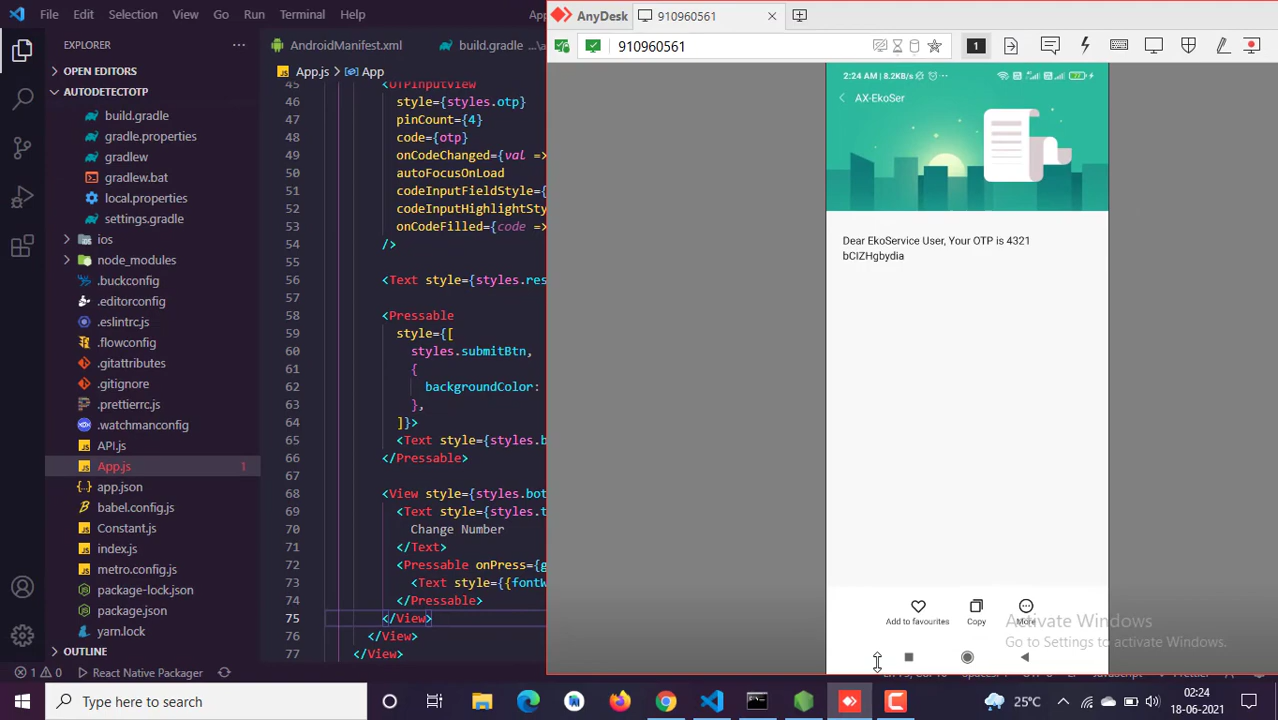 File Edit Selection View Go Run Terminal Help
EXPLORER
OPEN EDITORS
AUTODETECTOTP
build.gradle
gradle.properties
gradlew
gradlew.bat
local.properties
settings.gradle
ios
node_modules
.buckconfig
.editorconfig
.eslintrc.js
.flowconfig
.gitattributes
.gitignore
.prettierrc.js
.watchmanconfig
API.js
App.js 1
app.json
babel.config.js
Constant.js
index.js
metro.config.js
package-lock.json
package.json
yarn.lock
OUTLINE
AndroidManifest.xml build.gradle ...\a
App.js > App
45 <OTPInputView
46 style={styles.otp}
47 pinCount={4}
48 code={otp}
49 onCodeChanged={val =>
50 autoFocusOnLoad
51 codeInputFieldStyle={
52 codeInputHighlightSty
53 onCodeFilled={code =>
54 />
55
56 <Text style={styles.res
57
58 <Pressable
59 style={[
60 styles.submitBtn,
61 {
62 backgroundColor:
63 },
64 ]}>
65 <Text style={styles.b
66 </Pressable>
67
68 <View style={styles.bot
69 <Text style={styles.t
70 Change Number
71 </Text>
72 <Pressable onPress={g
73 <Text style={{fontW
74 </Pressable>
75 </View>
76 </View>
77 </View>
1 0 React Native Packager
AnyDesk 910960561
910960561 1
2:24 AM | 8.2KB/s
AX-EkoSer
Dear EkoService User, Your OTP is 4321
bCIZHgbydia
Add to favourites Copy More
Activate Windows
Go to Settings to activate Windows.
Type here to search
25°C
02:24
18-06-2021